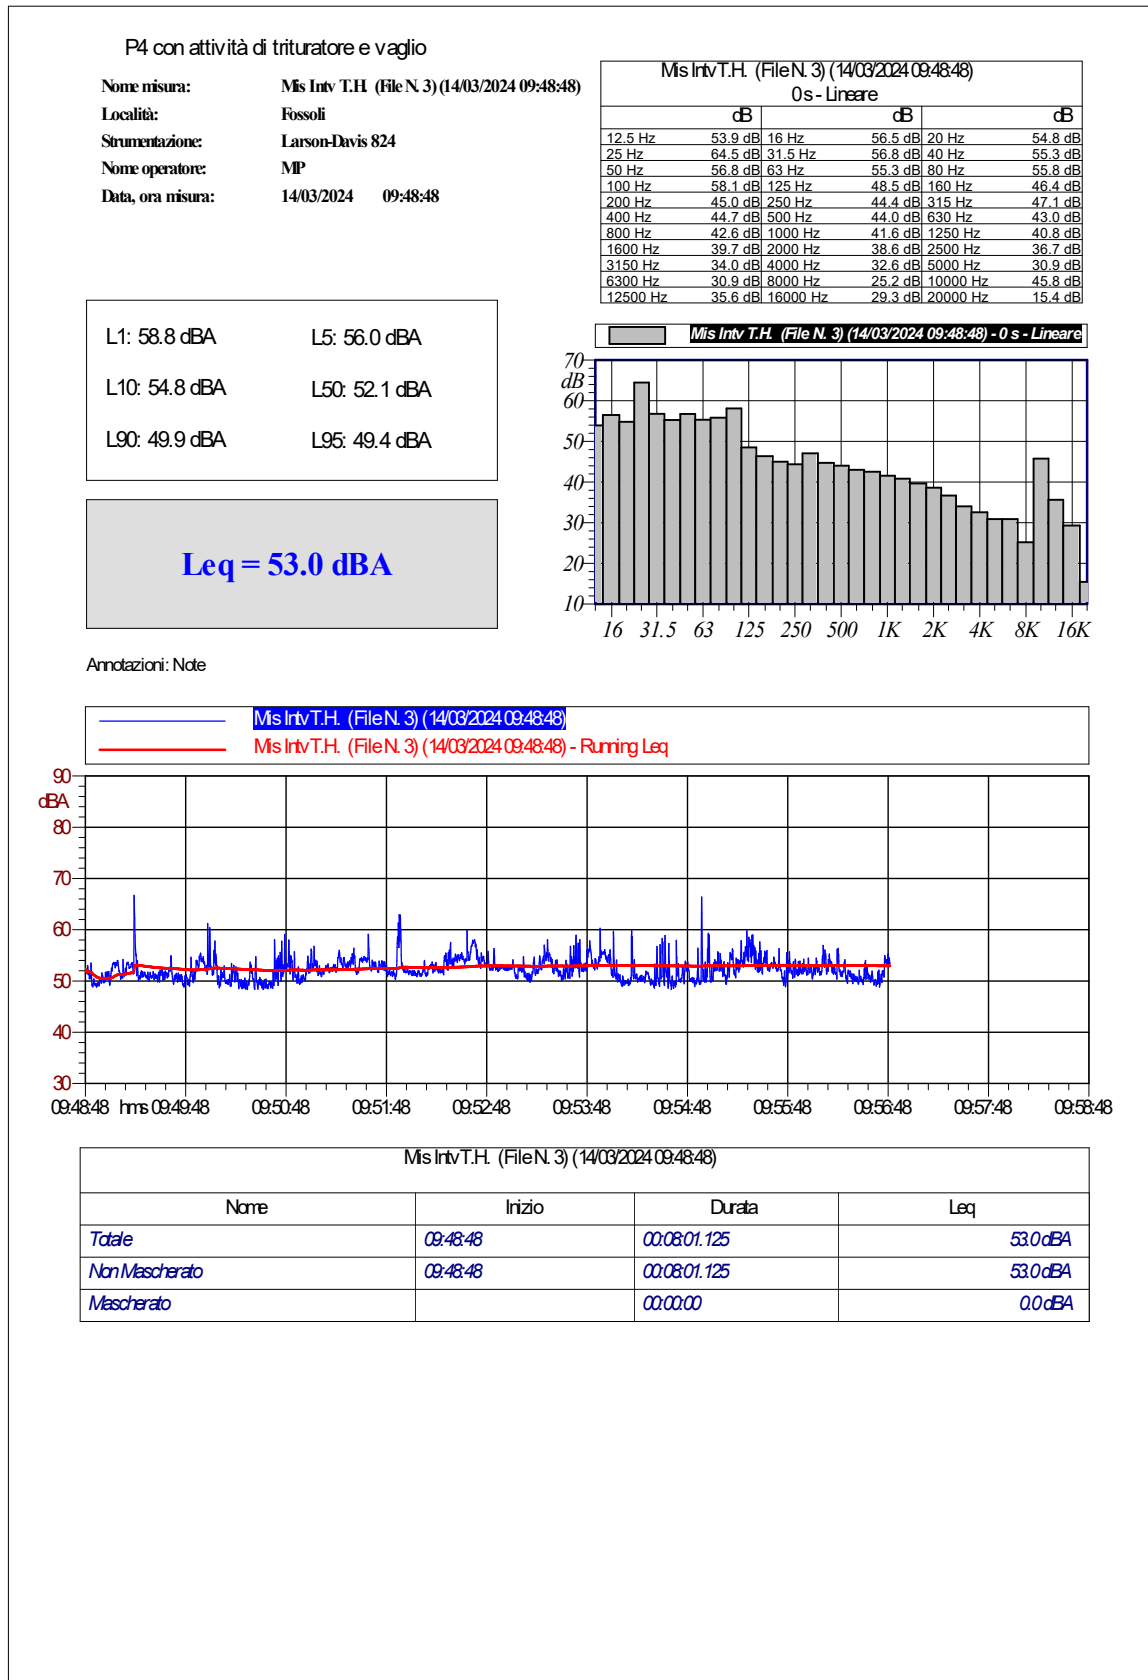 P4 con attività di trituratore e vaglio
Nome misura: Mis Intv T.H. (File N. 3) (14/03/2024 09:48:48)
Località: Fossoli
Strumentazione: Larson-Davis 824
Nome operatore: MP
Data, ora misura: 14/03/2024 09:48:48
Mis Intv T.H. (File N. 3) (14/03/2024 09:48:48)
0 s - Lineare
dB dB dB
12.5 Hz 53.9 dB 16 Hz 56.5 dB 20 Hz 54.8 dB
25 Hz 64.5 dB 31.5 Hz 56.8 dB 40 Hz 55.3 dB
50 Hz 56.8 dB 63 Hz 55.3 dB 80 Hz 55.8 dB
100 Hz 58.1 dB 125 Hz 48.5 dB 160 Hz 46.4 dB
200 Hz 45.0 dB 250 Hz 44.4 dB 315 Hz 47.1 dB
400 Hz 44.7 dB 500 Hz 44.0 dB 630 Hz 43.0 dB
800 Hz 42.6 dB 1000 Hz 41.6 dB 1250 Hz 40.8 dB
1600 Hz 39.7 dB 2000 Hz 38.6 dB 2500 Hz 36.7 dB
3150 Hz 34.0 dB 4000 Hz 32.6 dB 5000 Hz 30.9 dB
6300 Hz 30.9 dB 8000 Hz 25.2 dB 10000 Hz 45.8 dB
12500 Hz 35.6 dB 16000 Hz 29.3 dB 20000 Hz 15.4 dB
L1: 58.8 dBA L5: 56.0 dBA
L10: 54.8 dBA L50: 52.1 dBA
L90: 49.9 dBA L95: 49.4 dBA
Leq = 53.0 dBA
Mis Intv T.H. (File N. 3) (14/03/2024 09:48:48) - 0 s - Lineare
70
dB
60
50
40
30
20
10
16 31.5 63 125 250 500 1K 2K 4K 8K 16K
Annotazioni: Note
Mis Intv T.H. (File N. 3) (14/03/2024 09:48:48)
Mis Intv T.H. (File N. 3) (14/03/2024 09:48:48) - Running Leq
90
dBA
80
70
60
50
40
30
09:48:48 hms 09:49:48 09:50:48 09:51:48 09:52:48 09:53:48 09:54:48 09:55:48 09:56:48 09:57:48 09:58:48
Mis Intv T.H. (File N. 3) (14/03/2024 09:48:48)
Nome Inizio Durata Leq
Totale 09:48:48 00:08:01.125 53.0 dBA
Non Mascherato 09:48:48 00:08:01.125 53.0 dBA
Mascherato 00:00:00 0.0 dBA